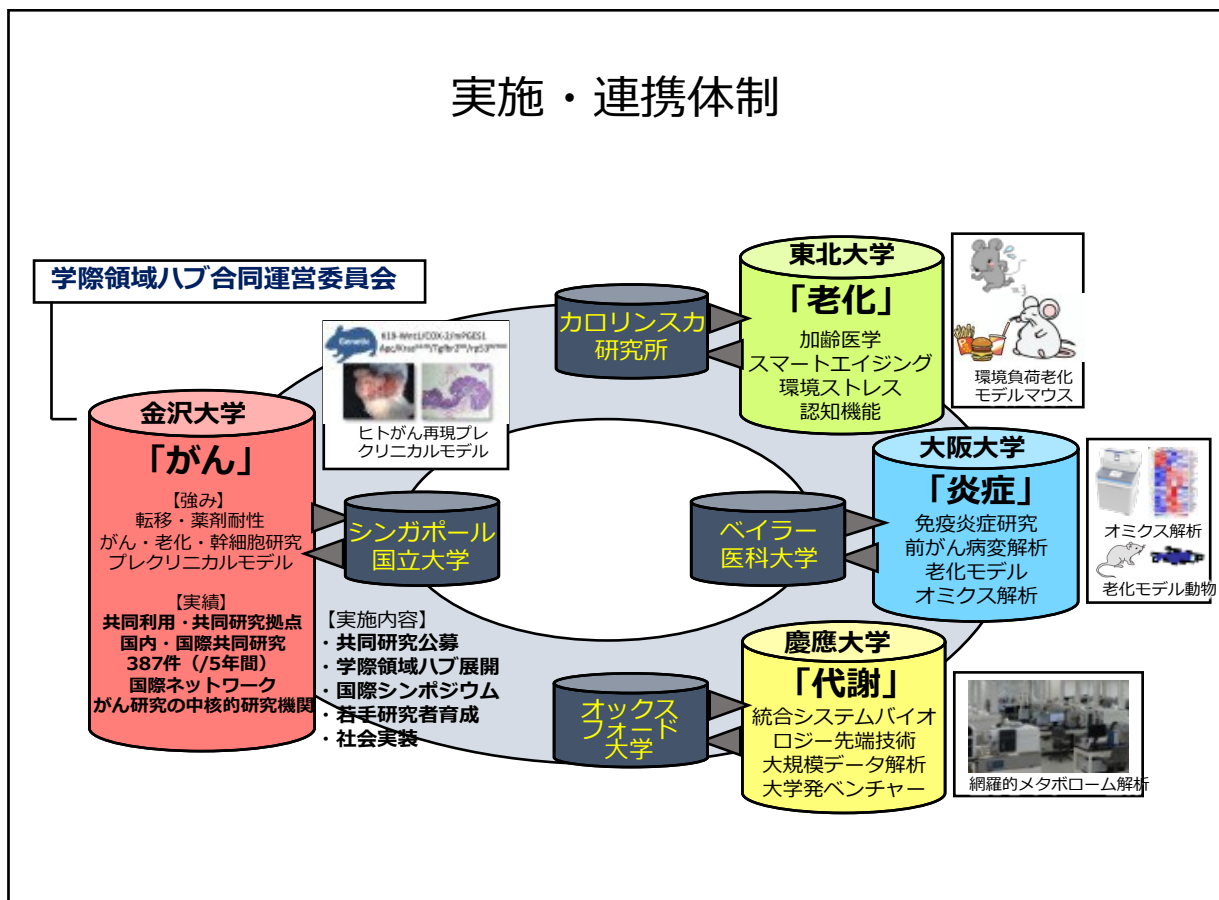 実施・連携体制
学際領域ハブ合同運営委員会
金沢大学
「がん」
【強み】
転移・薬剤耐性
がん・老化・幹細胞研究
プレクリニカルモデル
【実績】
共同利用・共同研究拠点
国内・国際共同研究
387件（/5年間）
国際ネットワーク
がん研究の中核的研究機関
K19-Wnt1/COX-2/mPGES1
ヒトがん再現プレ
クリニカルモデル
シンガポール
国立大学
【実施内容】
・共同研究公募
・学際領域ハブ展開
・国際シンポジウム
・若手研究者育成
・社会実装
カロリンスカ
研究所
東北大学
「老化」
加齢医学
スマートエイジング
環境ストレス
認知機能
環境負荷老化
モデルマウス
ベイラー
医科大学
大阪大学
「炎症」
免疫炎症研究
前がん病変解析
老化モデル
オミクス解析
オミクス解析
老化モデル動物
オックス
フォード
大学
慶應大学
「代謝」
統合システムバイオ
ロジー先端技術
大規模データ解析
大学発ベンチャー
網羅的メタボローム解析